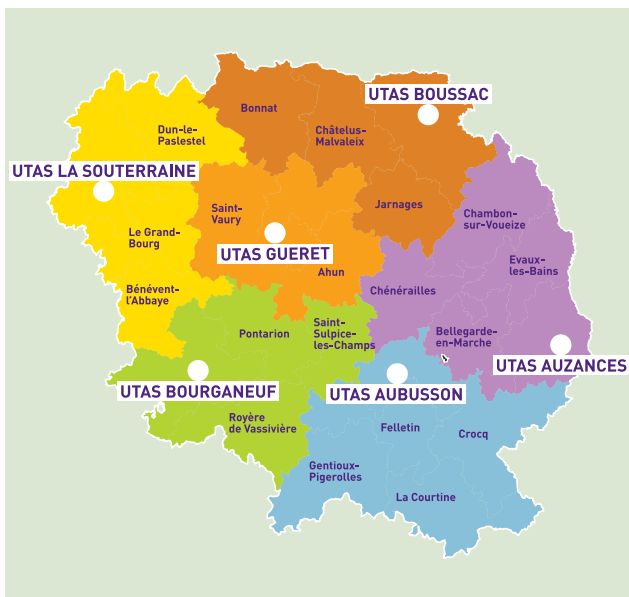 UTAS BOUSSAC
Bonnat
Dun-le-
Paslestel
Châtelus-
Malvaleix
UTAS LA SOUTERRAINE
Saint-
Vaury
Jarnages
Chambon-
sur-Voueize
Le Grand-
Bourg
UTAS GUERET
Ahun
Evaux-
les-Bains
Bénévent-
l'Abbaye
Chénérailles
Pontarion
Saint-
Sulpice-
les-Champs
Bellegarde-
en-Marche
UTAS AUZANCES
UTAS BOURGANEUF
UTAS AUBUSSON
Royère
de Vassivière
Felletin
Crocq
Gentioux-
Pigerolles
La Courtine